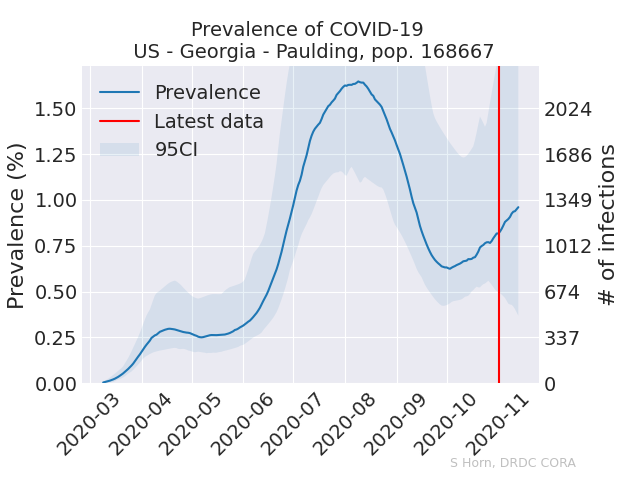 Prevalence of COVID-19
US - Georgia - Paulding, pop. 168667
Prevalence
Latest data
95CI
Prevalence (%)
1.50
1.25
1.00
0.75
0.50
0.25
0.00
2024
1686
1349
1012
674
337
0
# of infections
2020-03
2020-04
2020-05
2020-06
2020-07
2020-08
2020-09
2020-10
2020-11
S Horn, DRDC CORA